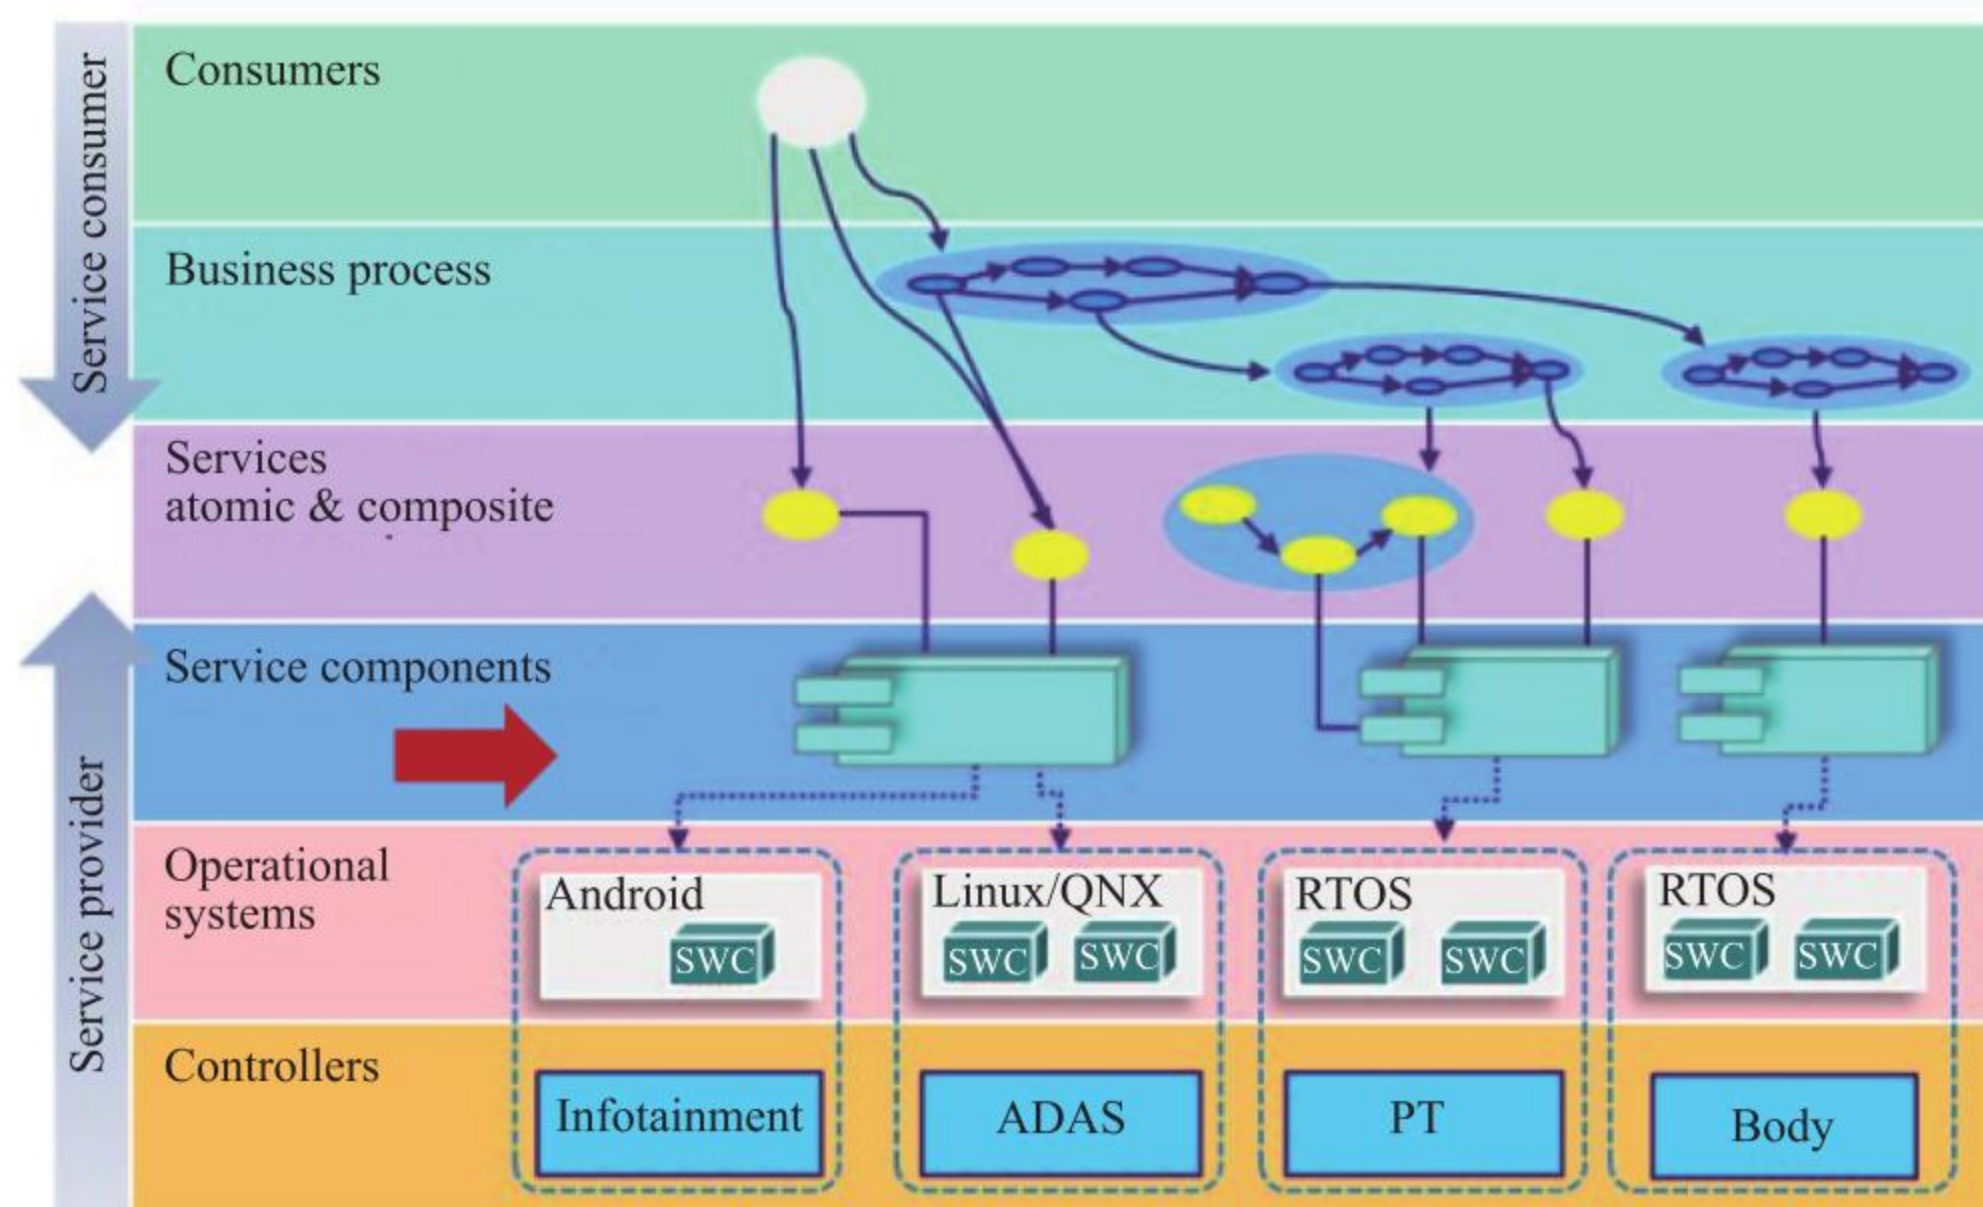 Service consumer
Consumers
Business process
Services
atomic & composite
Service provider
Service components
Operational
systems
Android
SWC
Linux/QNX
SWC SWC
RTOS
SWC SWC
RTOS
SWC SWC
Controllers
Infotainment
ADAS
PT
Body